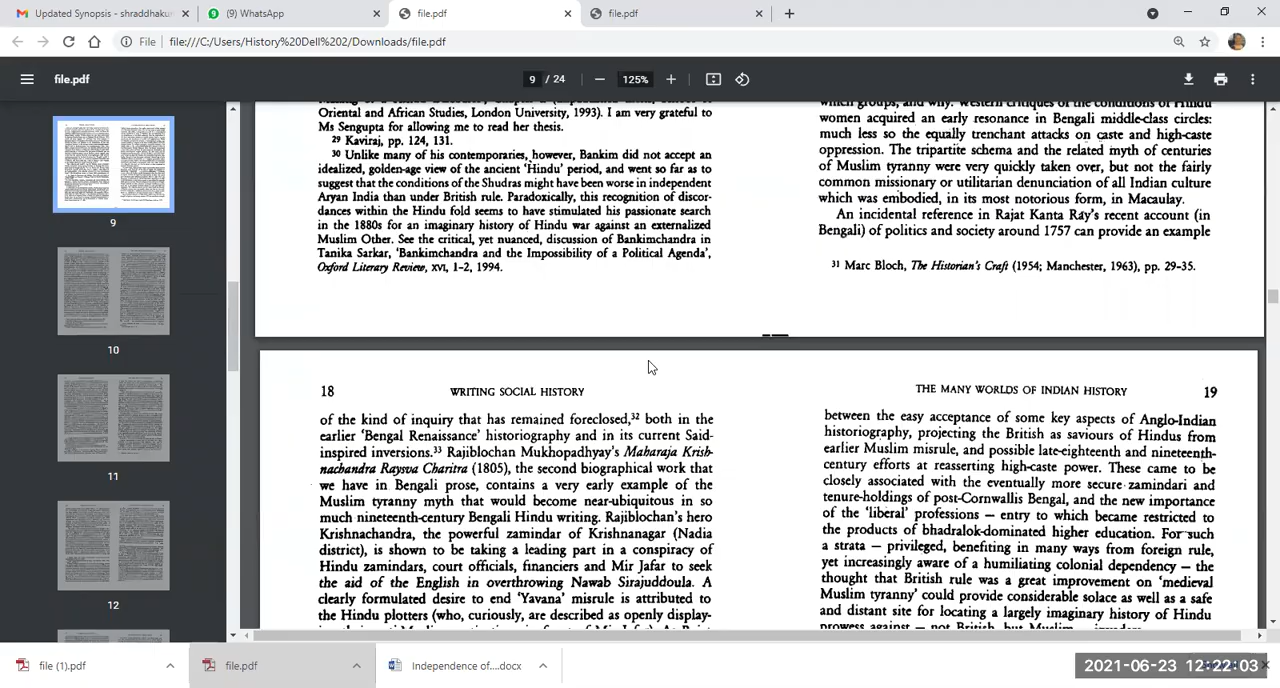 Updated Synopsis - shraddhaku
(9) WhatsApp
file.pdf
file.pdf
File
file:///C:/Users/History%20Dell%202/Downloads/file.pdf
file.pdf
9 / 24
125%
9
10
11
12
Oriental and African Studies, London University, 1993). I am very grateful to
Ms Sengupta for allowing me to read her thesis.
29 Kaviraj, pp. 124, 131.
30 Unlike many of his contemporaries, however, Bankim did not accept an
idealized, golden-age view of the ancient 'Hindu' period, and went so far as to
suggest that the conditions of the Shudras might have been worse in independent
Aryan India than under British rule. Paradoxically, this recognition of discor-
dances within the Hindu fold seems to have stimulated his passionate search
in the 1880s for an imaginary history of Hindu war against an externalized
Muslim Other. See the critical, yet nuanced, discussion of Bankimchandra in
Tanika Sarkar, 'Bankimchandra and the Impossibility of a Political Agenda',
Oxford Literary Review, XVI, 1-2, 1994.
which groups, and why. Western critiques of the conditions of Hindu
women acquired an early resonance in Bengali middle-class circles:
much less so the equally trenchant attacks on caste and high-caste
oppression. The tripartite schema and the related myth of centuries
of Muslim tyranny were very quickly taken over, but not the fairly
common missionary or utilitarian denunciation of all Indian culture
which was embodied, in its most notorious form, in Macaulay.
An incidental reference in Rajat Kanta Ray's recent account (in
Bengali) of politics and society around 1757 can provide an example
31 Marc Bloch, The Historian's Craft (1954; Manchester, 1963), pp. 29-35.
18
WRITING SOCIAL HISTORY
of the kind of inquiry that has remained foreclosed,32 both in the
earlier 'Bengal Renaissance' historiography and in its current Said-
inspired inversions.33 Rajiblochan Mukhopadhyay's Maharaja Krish-
nachandra Raysya Charitra (1805), the second biographical work that
we have in Bengali prose, contains a very early example of the
Muslim tyranny myth that would become near-ubiquitous in so
much nineteenth-century Bengali Hindu writing. Rajiblochan's hero
Krishnachandra, the powerful zamindar of Krishnanagar (Nadia
district), is shown to be taking a leading part in a conspiracy of
Hindu zamindars, court officials, financiers and Mir Jafar to seek
the aid of the English in overthrowing Nawab Sirajuddoula. A
clearly formulated desire to end 'Yavana' misrule is attributed to
the Hindu plotters (who, curiously, are described as openly display-
THE MANY WORLDS OF INDIAN HISTORY
19
between the easy acceptance of some key aspects of Anglo-Indian
historiography, projecting the British as saviours of Hindus from
earlier Muslim misrule, and possible late-eighteenth and nineteenth-
century efforts at reasserting high-caste power. These came to be
closely associated with the eventually more secure zamindari and
tenure-holdings of post-Cornwallis Bengal, and the new importance
of the 'liberal' professions — entry to which became restricted to
the products of bhadralok-dominated higher education. For such
a strata — privileged, benefiting in many ways from foreign rule,
yet increasingly aware of a humiliating colonial dependency — the
thought that British rule was a great improvement on 'medieval
Muslim tyranny' could provide considerable solace as well as a safe
and distant site for locating a largely imaginary history of Hindu
prowess against — not British, but Muslim — invaders.
file (1).pdf
file.pdf
Independence of....docx
2021-06-23 12:22:03